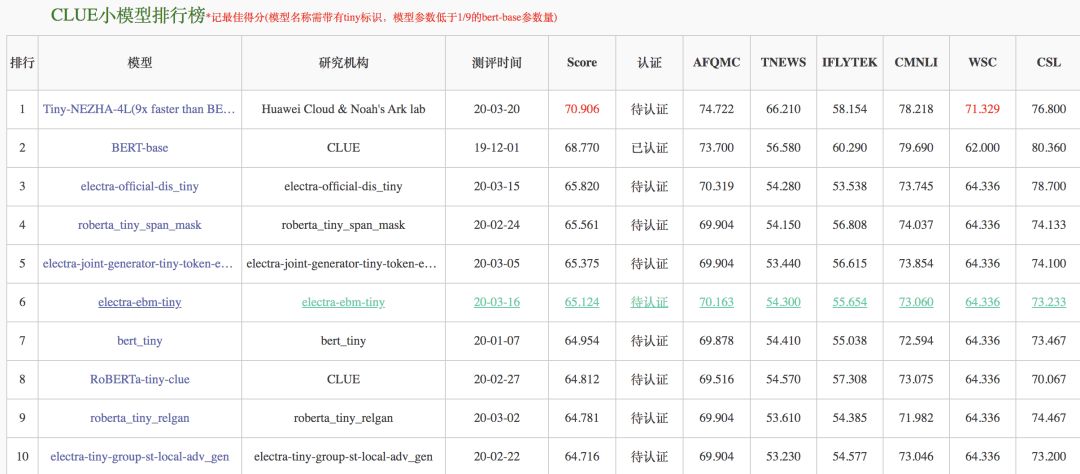 CLUE小模型排行榜*记最佳得分(模型名称需带有tiny标识，模型参数低于1/9的bert-base参数量)
排行 模型 研究机构 测评时间 Score 认证 AFQMC TNEWS IFLYTEK CMNLI WSC CSL
1 Tiny-NEZHA-4L(9x faster than BE… Huawei Cloud & Noah's Ark lab 20-03-20 70.906 待认证 74.722 66.210 58.154 78.218 71.329 76.800
2 BERT-base CLUE 19-12-01 68.770 已认证 73.700 56.580 60.290 79.690 62.000 80.360
3 electra-official-dis_tiny electra-official-dis_tiny 20-03-15 65.820 待认证 70.319 54.280 53.538 73.745 64.336 78.700
4 roberta_tiny_span_mask roberta_tiny_span_mask 20-02-24 65.561 待认证 69.904 54.150 56.808 74.037 64.336 74.133
5 electra-joint-generator-tiny-token-e… electra-joint-generator-tiny-token-e… 20-03-05 65.375 待认证 69.904 53.440 56.615 73.854 64.336 74.100
6 electra-ebm-tiny electra-ebm-tiny 20-03-16 65.124 待认证 70.163 54.300 55.654 73.060 64.336 73.233
7 bert_tiny bert_tiny 20-01-07 64.954 待认证 69.878 54.410 55.038 72.594 64.336 73.467
8 RoBERTa-tiny-clue CLUE 20-02-27 64.812 待认证 69.516 54.570 57.308 73.075 64.336 70.067
9 roberta_tiny_relgan roberta_tiny_relgan 20-03-02 64.781 待认证 69.904 53.610 54.385 71.982 64.336 74.467
10 electra-tiny-group-st-local-adv_gen electra-tiny-group-st-local-adv_gen 20-02-22 64.716 待认证 69.904 53.230 54.577 73.046 64.336 73.200